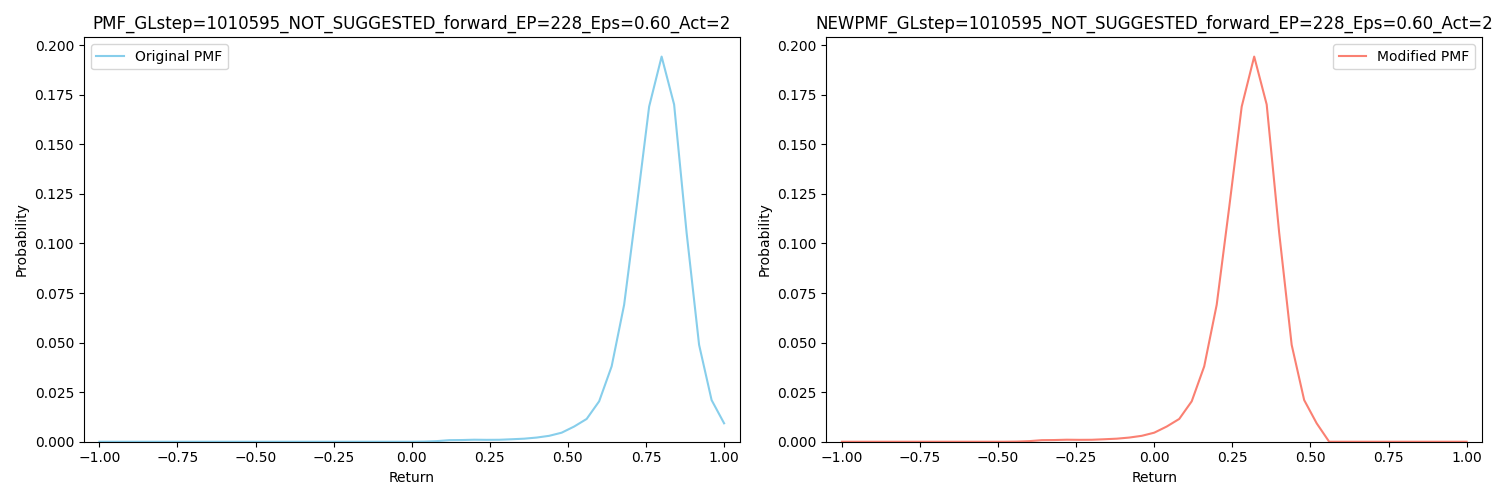 PMF_GLstep=1010595_NOT_SUGGESTED_forward_EP=228_Eps=0.60_Act=2
Original PMF
0.200
0.175
0.150
0.125
0.100
0.075
0.050
0.025
0.000
Probability
−1.00 −0.75 −0.50 −0.25 0.00 0.25 0.50 0.75 1.00
Return
NEWPMF_GLstep=1010595_NOT_SUGGESTED_forward_EP=228_Eps=0.60_Act=2
Modified PMF
0.200
0.175
0.150
0.125
0.100
0.075
0.050
0.025
0.000
Probability
−1.00 −0.75 −0.50 −0.25 0.00 0.25 0.50 0.75 1.00
Return